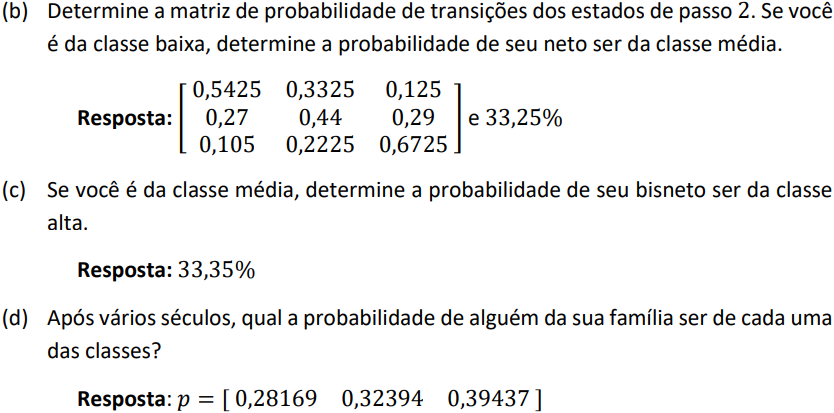 (b) Determine a matriz de probabilidade de transições dos estados de passo 2. Se você
é da classe baixa, determine a probabilidade de seu neto ser da classe média.
0,5425 0,3325 0,125
Resposta: [ 0,27 0,44 0,29 ] e 33,25%
0,105 0,2225 0,6725
(c) Se você é da classe média, determine a probabilidade de seu bisneto ser da classe
alta.
Resposta: 33,35%
(d) Após vários séculos, qual a probabilidade de alguém da sua família ser de cada uma
das classes?
Resposta: p = [ 0,28169 0,32394 0,39437 ]